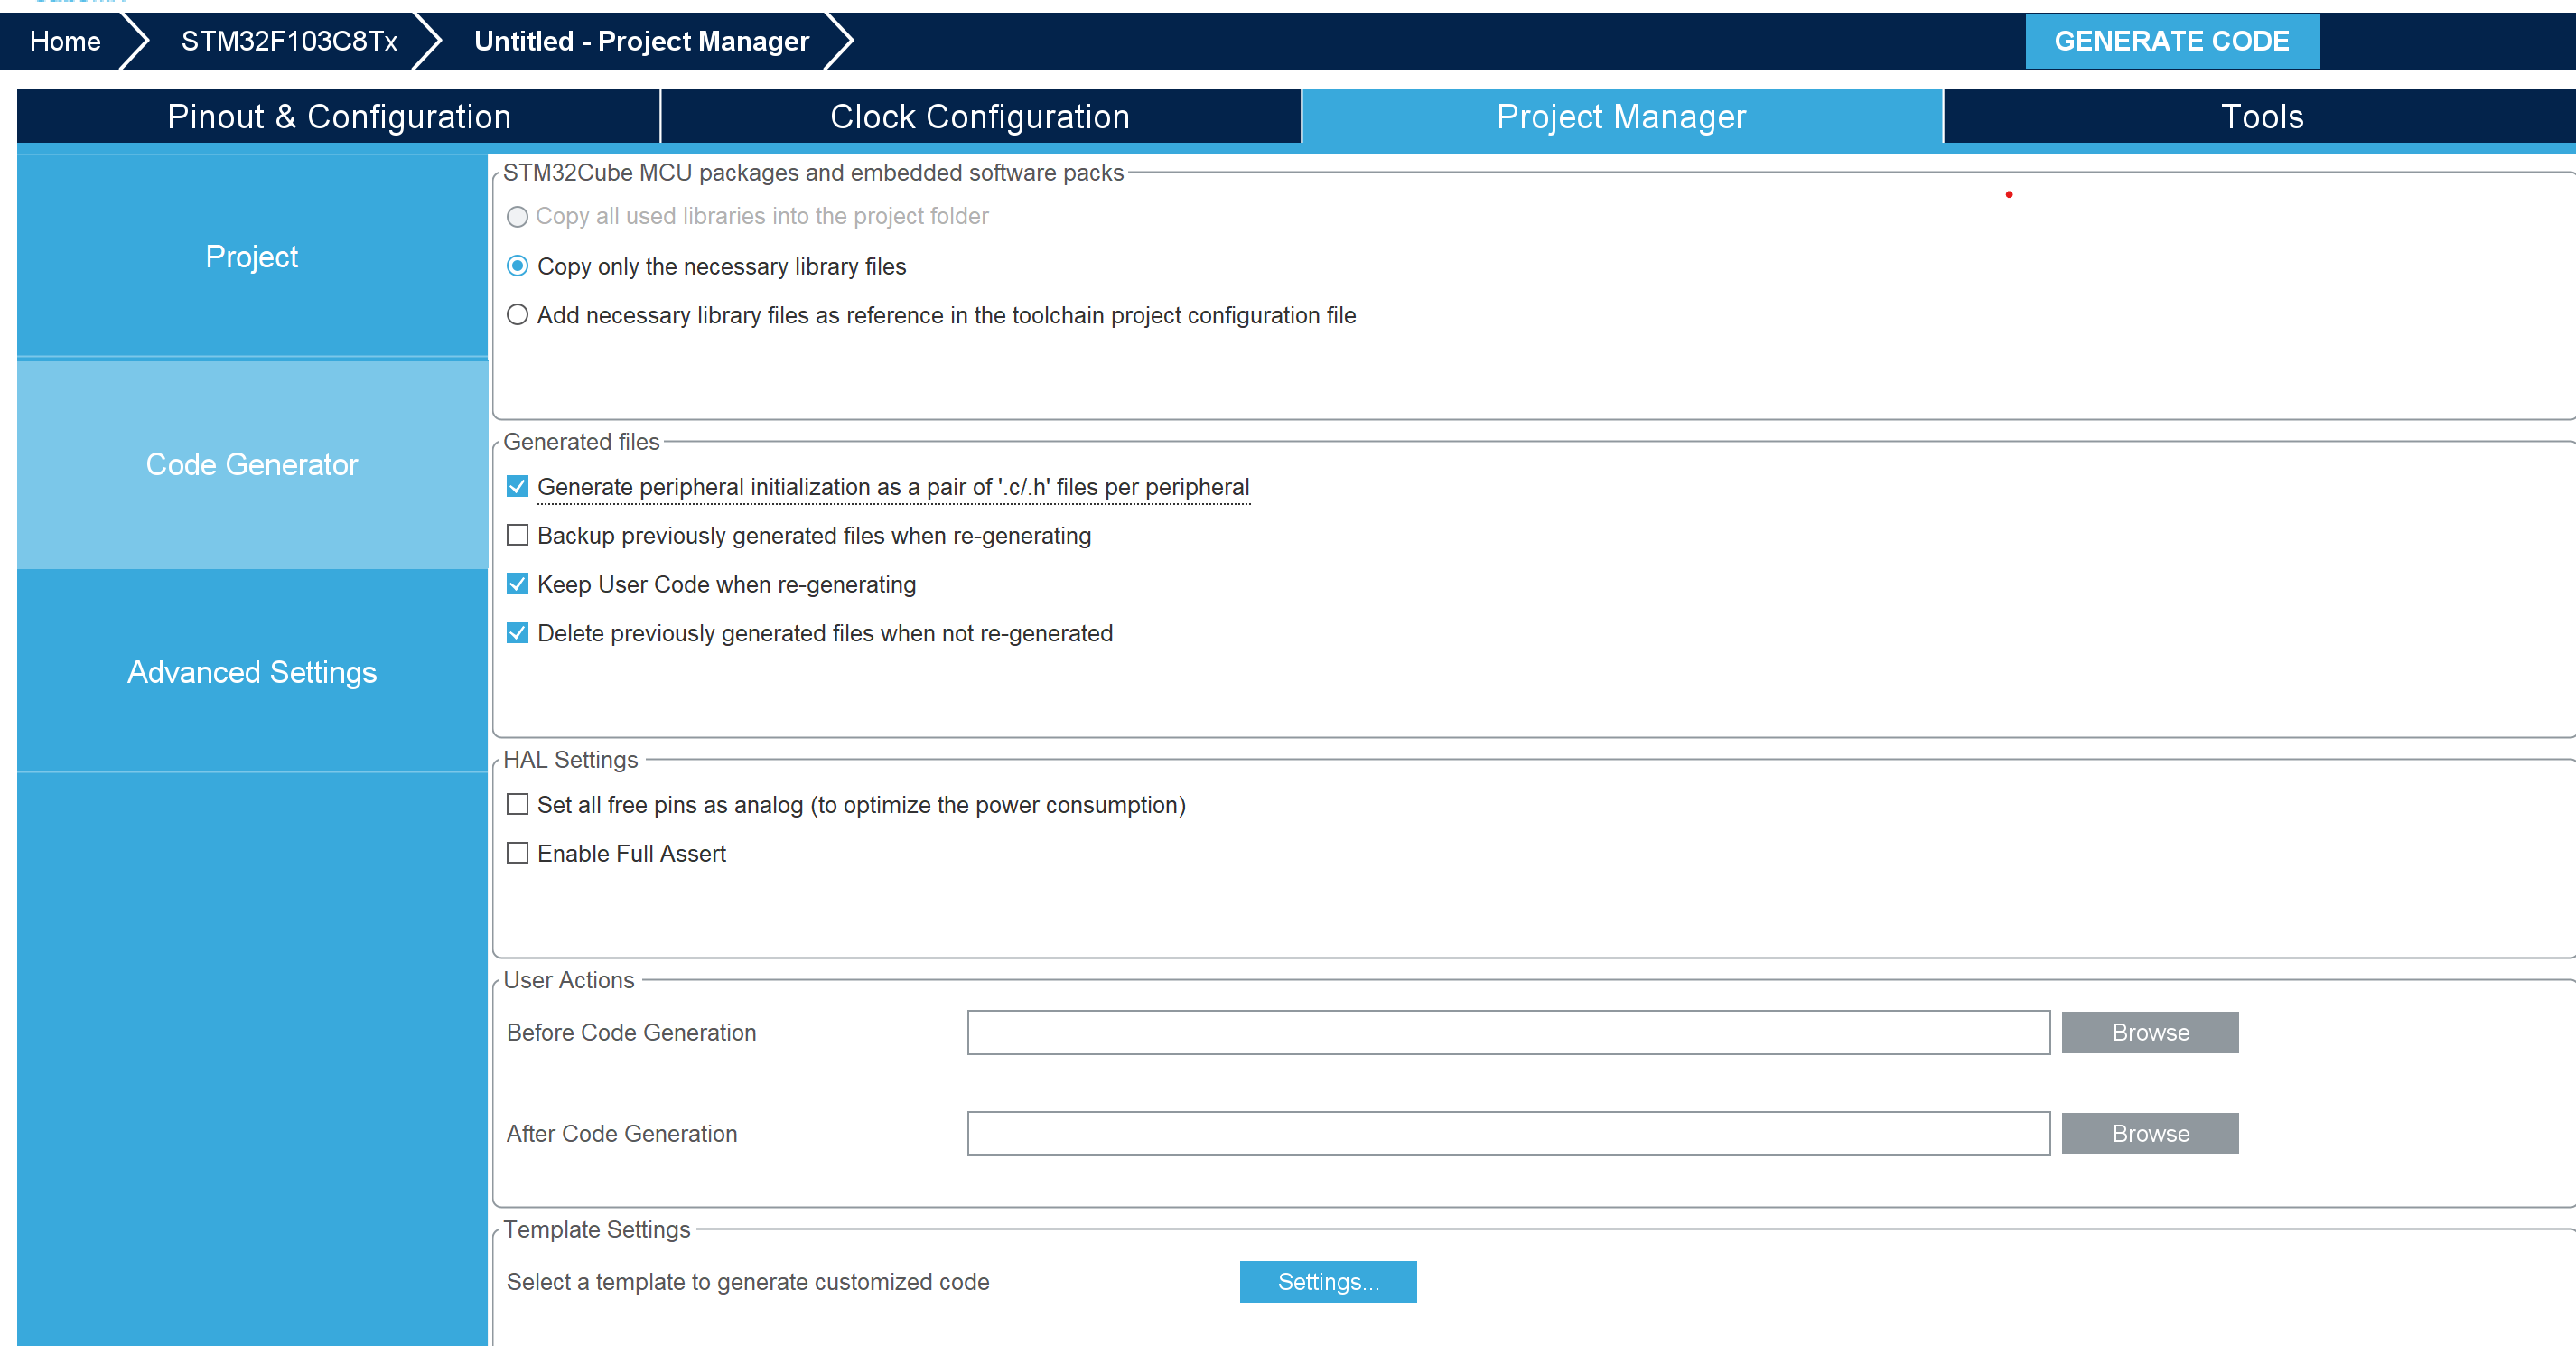 Home
STM32F103C8Tx
Untitled - Project Manager
GENERATE CODE
Pinout & Configuration
Clock Configuration
Project Manager
Tools
Project
Code Generator
Advanced Settings
STM32Cube MCU packages and embedded software packs
Copy all used libraries into the project folder
Copy only the necessary library files
Add necessary library files as reference in the toolchain project configuration file
Generated files
Generate peripheral initialization as a pair of '.c/.h' files per peripheral
Backup previously generated files when re-generating
Keep User Code when re-generating
Delete previously generated files when not re-generated
HAL Settings
Set all free pins as analog (to optimize the power consumption)
Enable Full Assert
User Actions
Before Code Generation
Browse
After Code Generation
Browse
Template Settings
Select a template to generate customized code
Settings...